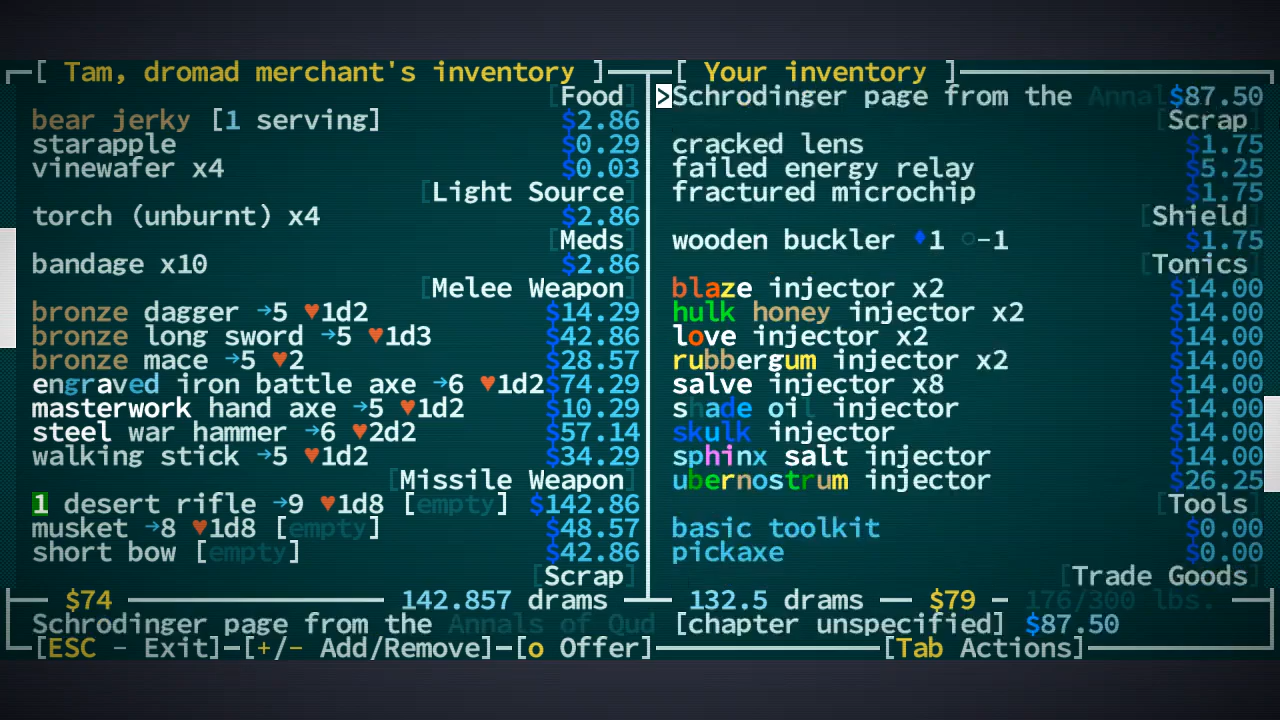 [ Tam, dromad merchant's inventory ]
[Food]
bear jerky [1 serving] $2.86
starapple $0.29
vinewafer x4 $0.03
[Light Source]
torch (unburnt) x4 $2.86
[Meds]
bandage x10 $2.86
[Melee Weapon]
bronze dagger →5 ♥1d2 $14.29
bronze long sword →5 ♥1d3 $42.86
bronze mace →5 ♥2 $28.57
engraved iron battle axe →6 ♥1d2 $74.29
masterwork hand axe →5 ♥1d2 $10.29
steel war hammer →6 ♥2d2 $57.14
walking stick →5 ♥1d2 $34.29
[Missile Weapon]
1 desert rifle →9 ♥1d8 [empty] $142.86
musket →8 ♥1d8 [empty] $48.57
short bow [empty] $42.86
[Scrap]
$74 142.857 drams
[ Your inventory ]
>Schrodinger page from the Annal $87.50
[Scrap]
cracked lens $1.75
failed energy relay $5.25
fractured microchip $1.75
[Shield]
wooden buckler ♦1 ○-1 $1.75
[Tonics]
blaze injector x2 $14.00
hulk honey injector x2 $14.00
love injector x2 $14.00
rubbergum injector x2 $14.00
salve injector x8 $14.00
shade oil injector $14.00
skulk injector $14.00
sphinx salt injector $14.00
ubernostrum injector $26.25
[Tools]
basic toolkit $0.00
pickaxe $0.00
[Trade Goods]
132.5 drams – $79 – 176/300 lbs.
Schrodinger page from the Annals of Qud [chapter unspecified] $87.50
[ESC - Exit]-[+/- Add/Remove]-[o Offer] [Tab Actions]